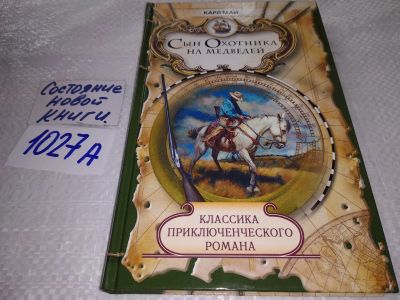 КАРЛ МАЙ
СЫН ОХОТНИКА
НА МЕДВЕДЕЙ
Состояние
новой
книги.
1027А
КЛАССИКА
ПРИКЛЮЧЕНЧЕСКОГО
РОМАНА